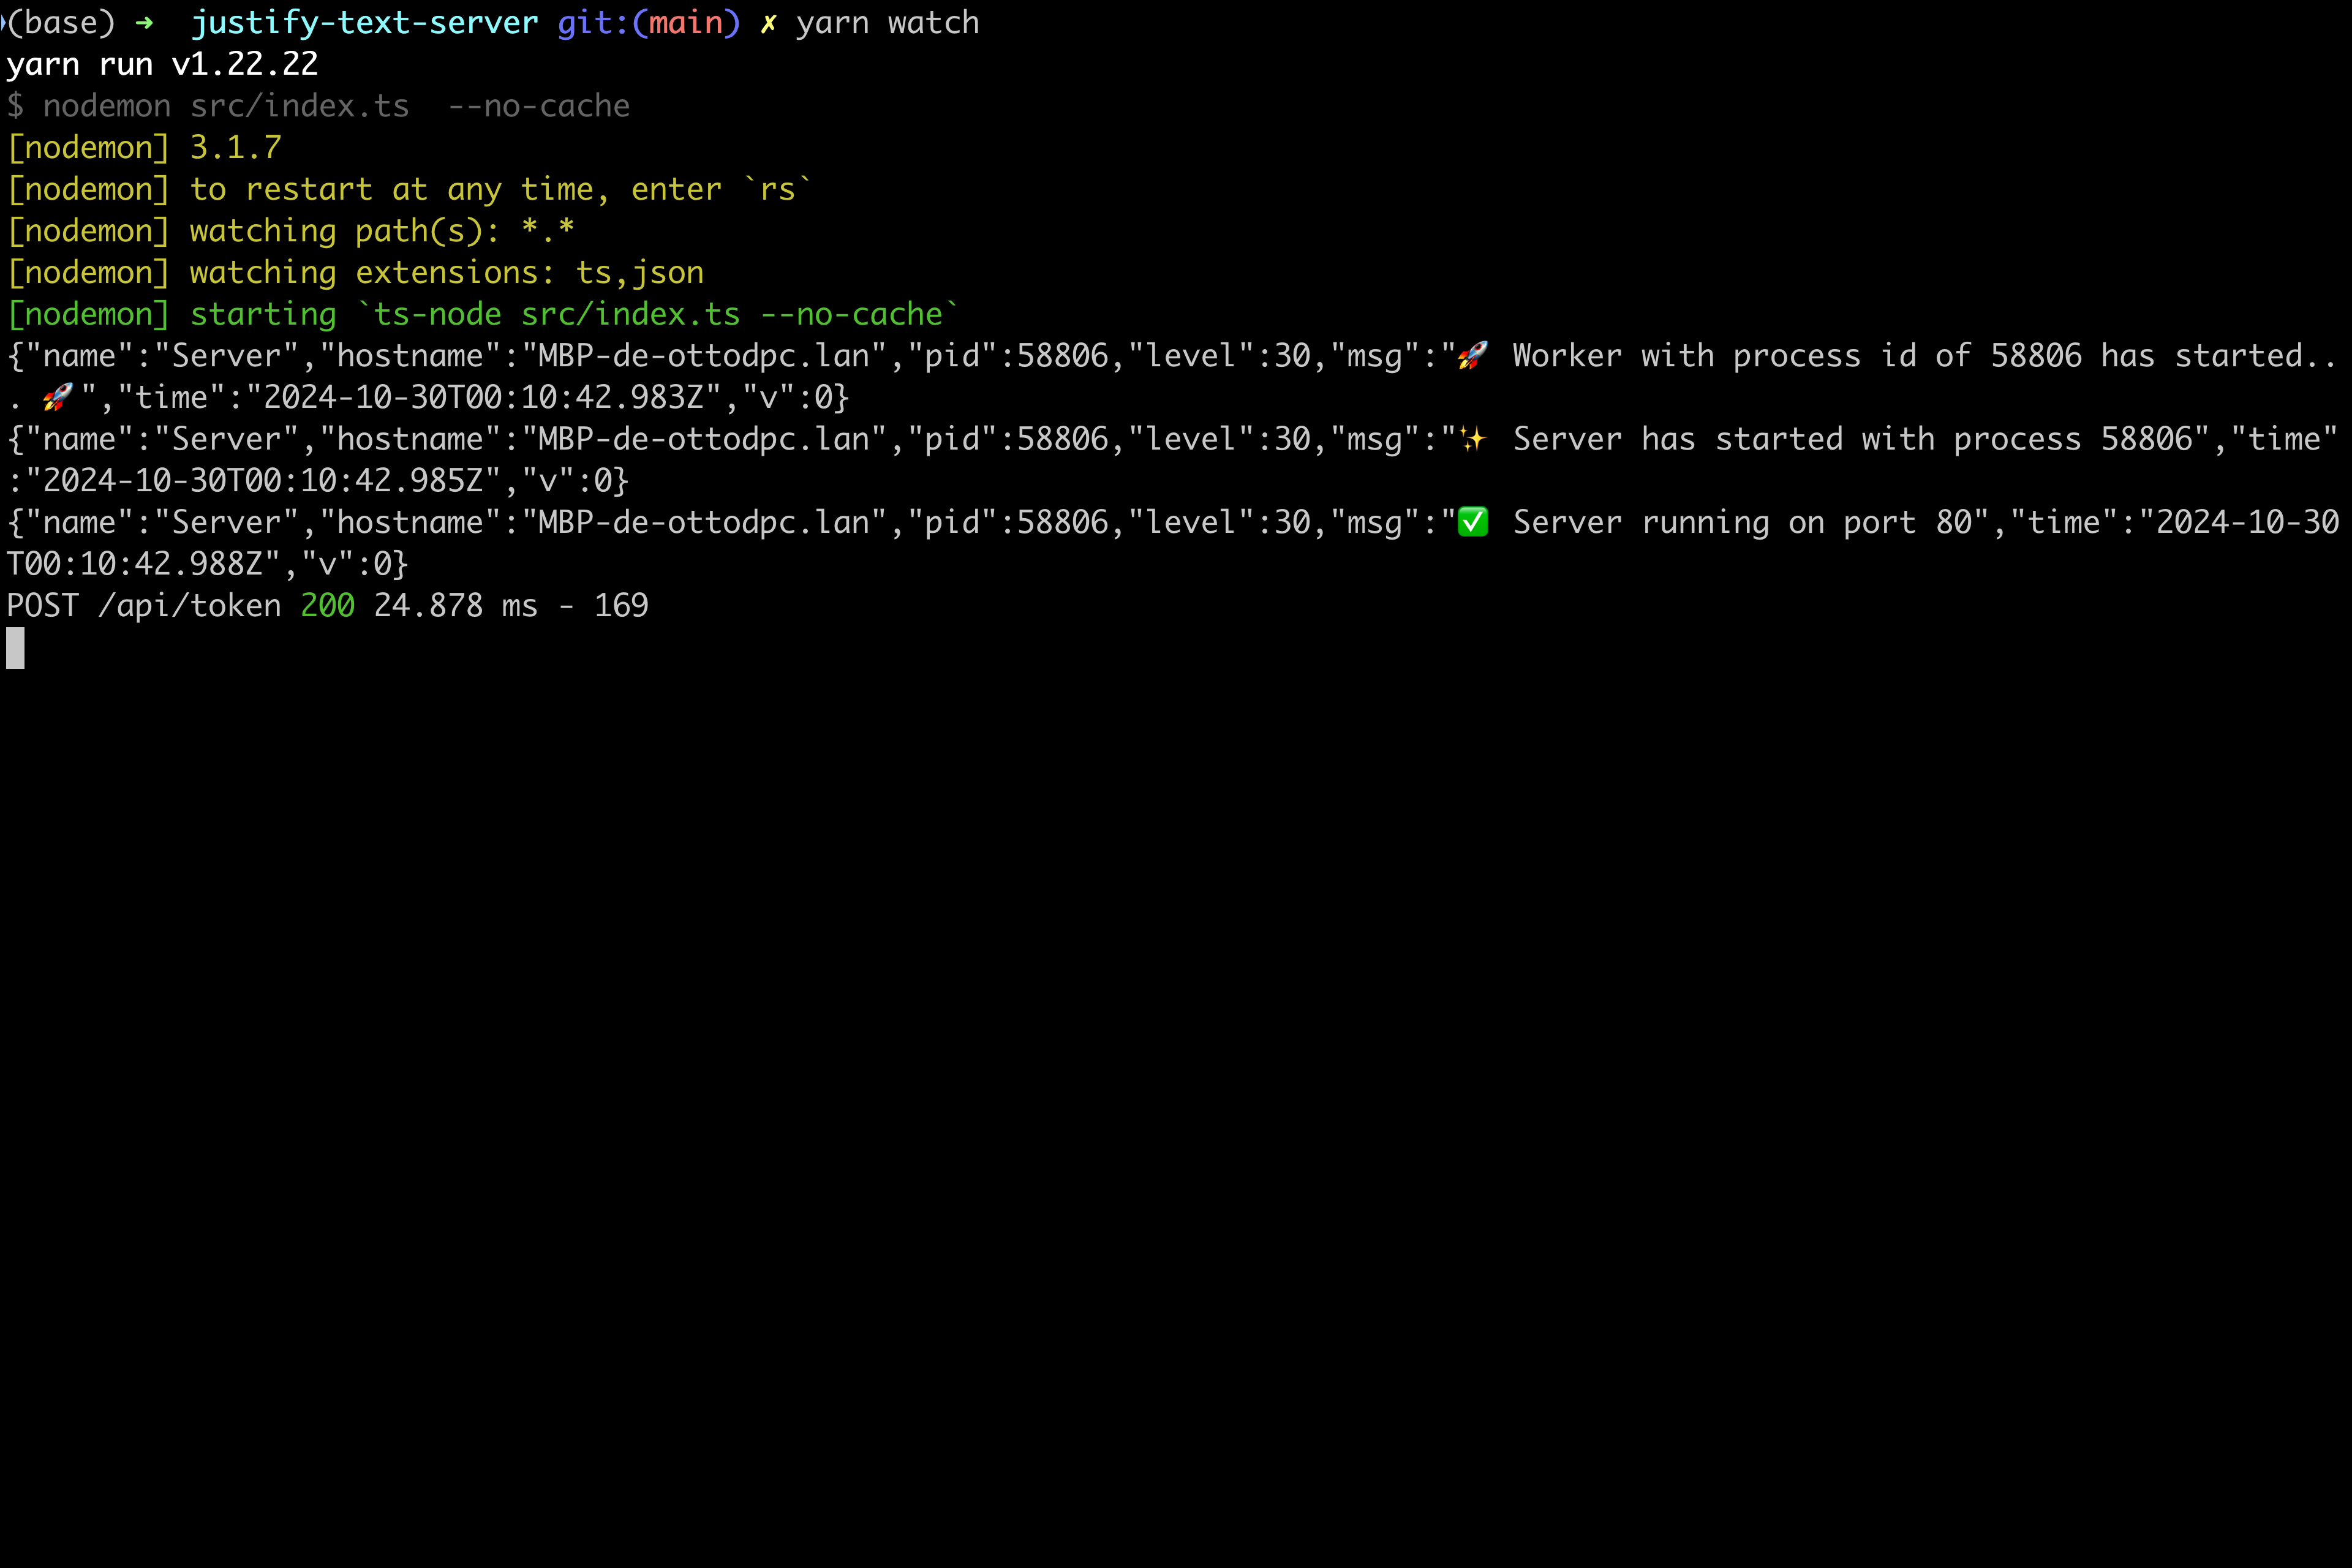 (base) ➜  justify-text-server git:(main) ✗ yarn watch
yarn run v1.22.22
$ nodemon src/index.ts  --no-cache
[nodemon] 3.1.7
[nodemon] to restart at any time, enter `rs`
[nodemon] watching path(s): *.*
[nodemon] watching extensions: ts,json
[nodemon] starting `ts-node src/index.ts --no-cache`
{"name":"Server","hostname":"MBP-de-ottodpc.lan","pid":58806,"level":30,"msg":"🚀 Worker with process id of 58806 has started..
. 🚀","time":"2024-10-30T00:10:42.983Z","v":0}
{"name":"Server","hostname":"MBP-de-ottodpc.lan","pid":58806,"level":30,"msg":"✨ Server has started with process 58806","time"
:"2024-10-30T00:10:42.985Z","v":0}
{"name":"Server","hostname":"MBP-de-ottodpc.lan","pid":58806,"level":30,"msg":"✅ Server running on port 80","time":"2024-10-30
T00:10:42.988Z","v":0}
POST /api/token 200 24.878 ms - 169